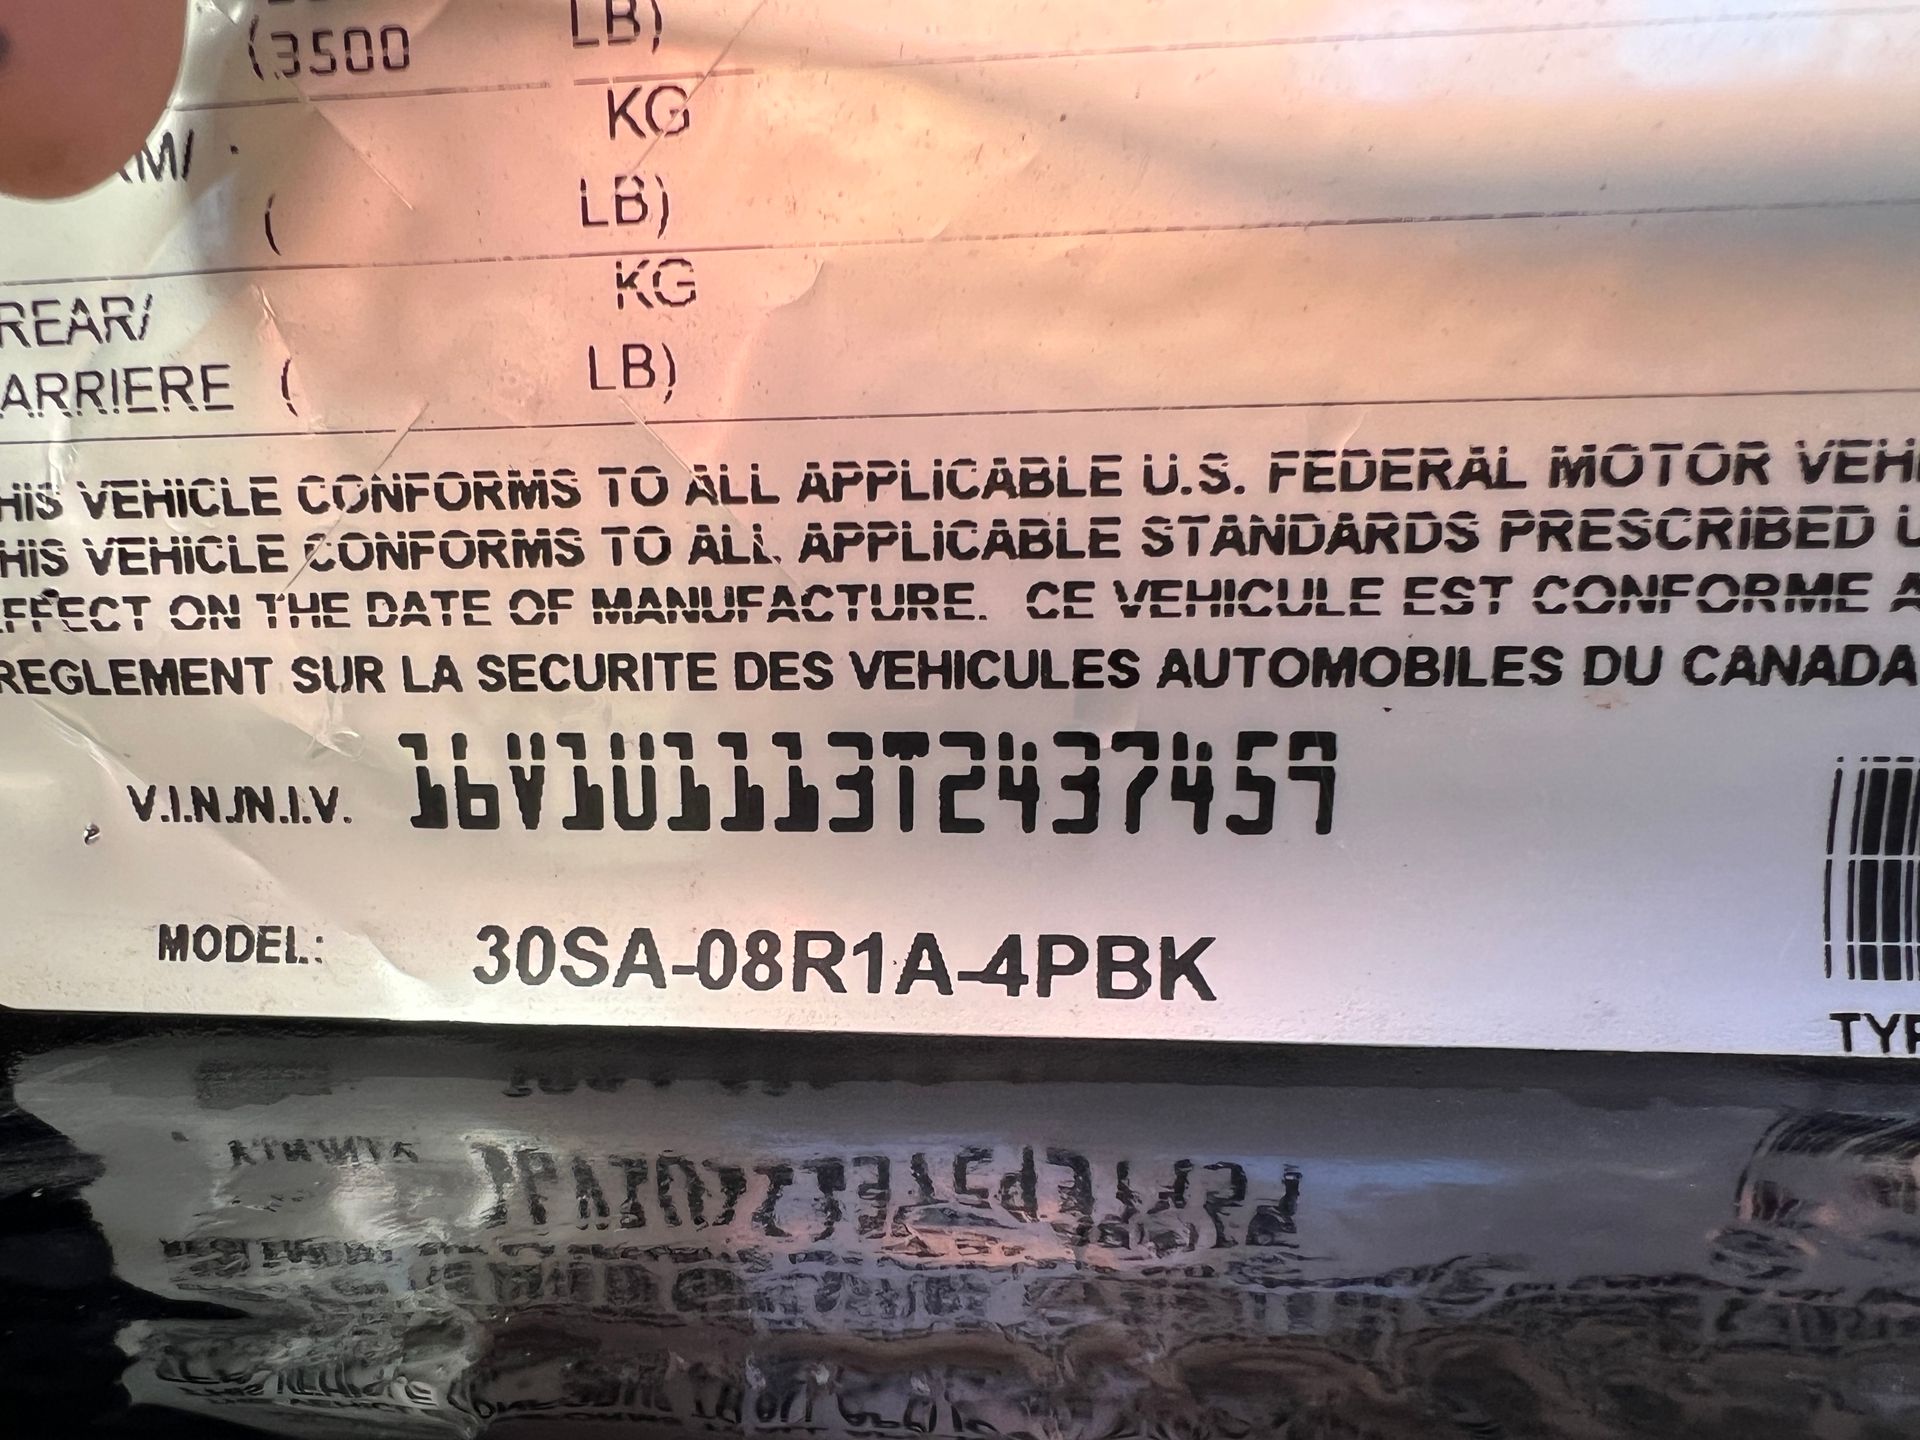 (3500 LB)
KG
M/
( LB)
KG
REAR/
ARRIERE ( LB)
HIS VEHICLE CONFORMS TO ALL APPLICABLE U.S. FEDERAL MOTOR VEHI
HIS VEHICLE CONFORMS TO ALL APPLICABLE STANDARDS PRESCRIBED U
FFECT ON THE DATE OF MANUFACTURE. CE VEHICULE EST CONFORME A
REGLEMENT SUR LA SECURITE DES VEHICULES AUTOMOBILES DU CANADA
V.I.N./N.I.V. 16V1U1113T2437459
MODEL: 30SA-08R1A-4PBK
TYP